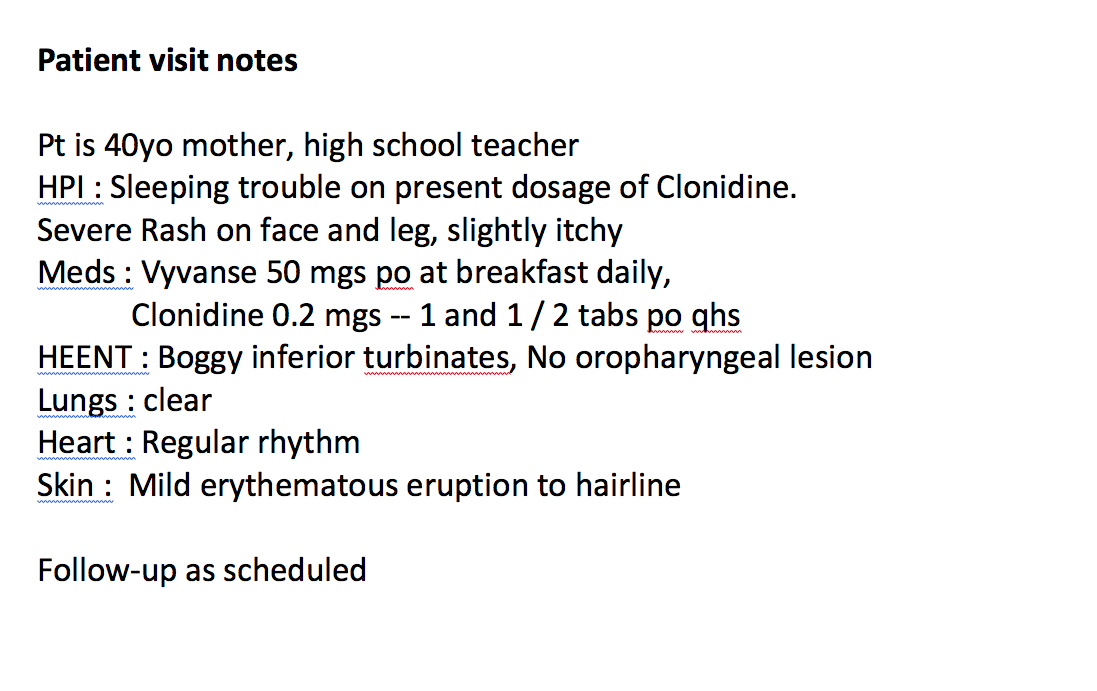 Patient visit notes
Pt is 40yo mother, high school teacher
HPI : Sleeping trouble on present dosage of Clonidine.
Severe Rash on face and leg, slightly itchy
Meds : Vyvanse 50 mgs po at breakfast daily,
Clonidine 0.2 mgs -- 1 and 1 / 2 tabs po qhs
HEENT : Boggy inferior turbinates, No oropharyngeal lesion
Lungs : clear
Heart : Regular rhythm
Skin :  Mild erythematous eruption to hairline
Follow-up as scheduled